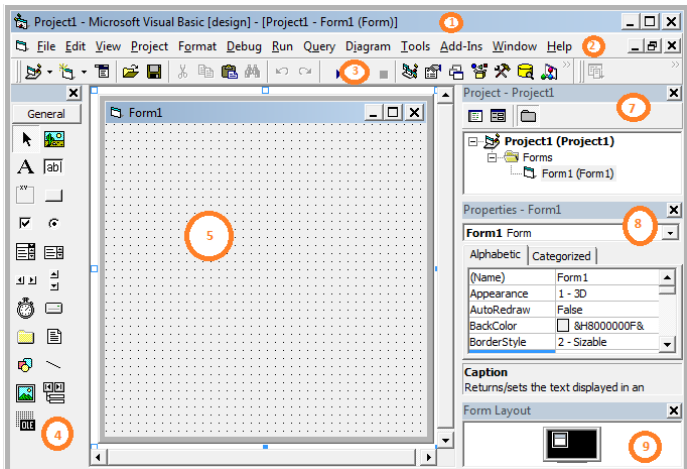 Project1 - Microsoft Visual Basic [design] - [Project1 - Form1 (Form)]
1
File Edit View Project Format Debug Run Query Diagram Tools Add-Ins Window Help
2
3
General
A ab|
xv
OLE
4
Form1
5
Project - Project1
7
Project1 (Project1)
Forms
Form1 (Form1)
Properties - Form1
8
Form1 Form
Alphabetic Categorized
(Name) Form1
Appearance 1 - 3D
AutoRedraw False
BackColor &H8000000F&
BorderStyle 2 - Sizable
Caption
Returns/sets the text displayed in an
Form Layout
9